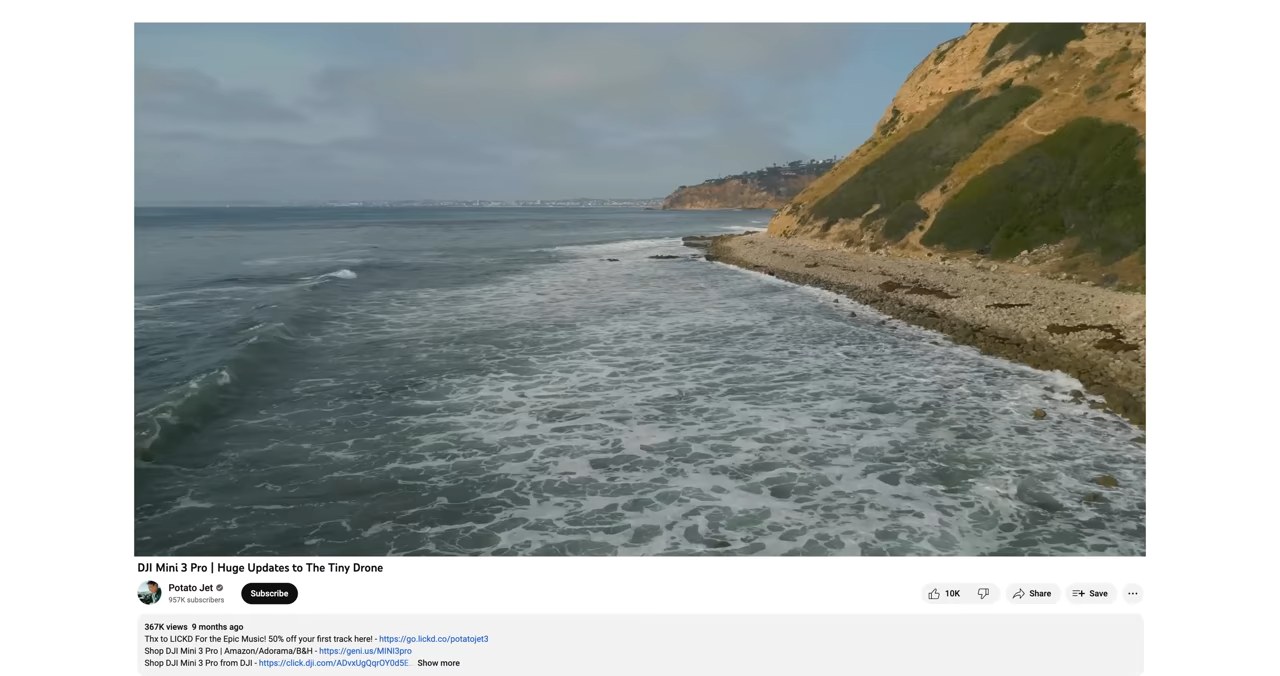 DJI Mini 3 Pro | Huge Updates to The Tiny Drone
Potato Jet
957K subscribers
Subscribe
10K
Share
Save
367K views 9 months ago
Thx to LICKD For the Epic Music! 50% off your first track here! - https://go.lickd.co/potatojet3
Shop DJI Mini 3 Pro | Amazon/Adorama/B&H - https://geni.us/MINI3pro
Shop DJI Mini 3 Pro from DJI - https://click.dji.com/ADvxUgQqrOY0d5E... Show more